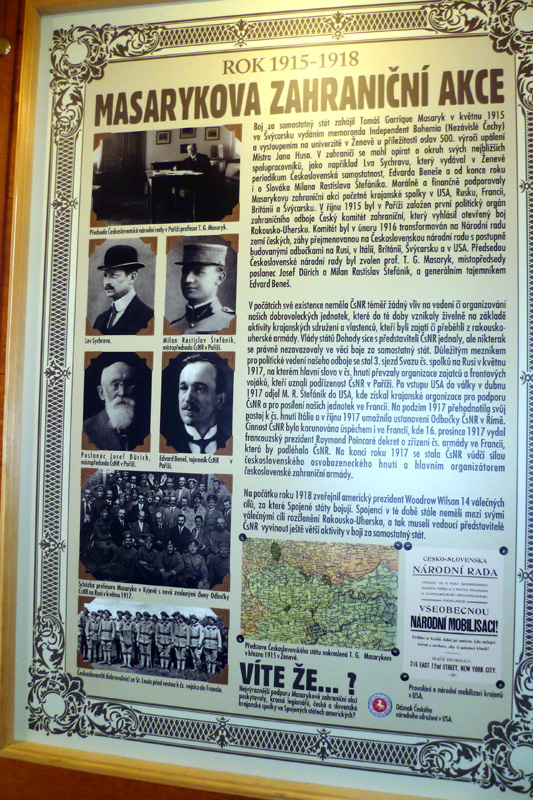 ROK 1915-1918
MASARYKOVA ZAHRANIČNÍ AKCE
Předseda Československé národní rady v Paříži profesor T. G. Masaryk.
Lev Sychrava.
Milan Rastislav Štefánik,
místopředseda ČsNR v Paříži.
Poslanec Josef Dürich,
místopředseda ČsNR v Paříži.
Edvard Beneš, tajemník ČsNR v
Paříži.
Schůzka profesora Masaryka v Kyjevě s nově zvolenými členy Odbočky
ČsNR na Rusi v květnu 1917.
Českoslovenští dobrovolníci ze St. Louis před cestou k čs. vojsku do Francie.
Boj za samostatný stát zahájil Tomáš Garrigue Masaryk v květnu 1915
ve Švýcarsku vydáním memoranda Independent Bohemia (Nezávislé Čechy)
a vystoupením na univerzitě v Ženevě u příležitosti oslav 500. výročí upálení
Mistra Jana Husa. V zahraničí se mohl opírat o okruh svých nejbližších
spolupracovníků, jako například Lva Sychravu, který vydával v Ženevě
periodikum Československá samostatnost, Edvarda Beneše a od konce roku
i o Slováka Milana Rastislava Štefánika. Morálně a finančně podporovaly
Masarykovu zahraniční akci početné krajanské spolky v USA, Rusku, Francii,
Británii a Švýcarsku. V říjnu 1915 byl v Paříži založen první politický orgán
zahraničního odboje Český komitét zahraniční, který vyhlásil otevřený boj
Rakousko-Uhersku. Komitét byl v únoru 1916 transformován na Národní radu
zemí českých, záhy přejmenovanou na Československou národní radu s postupně
budovanými odbočkami na Rusi, v Itálii, Británii, Švýcarsku a v USA. Předsedou
Československé národní rady byl zvolen prof. T. G. Masaryk, místopředsedy
poslanec Josef Dürich a Milan Rastislav Štefánik, a generálním tajemníkem
Edvard Beneš.
V počátcích své existence neměla ČsNR téměř žádný vliv na vedení či organizování
našich dobrovoleckých jednotek, které do té doby vznikaly živelně na základě
aktivity krajanských sdružení a vlastenců, kteří byli zajati či přeběhli z rakousko-
uherské armády. Vlády států Dohody sice s představiteli ČsNR jednaly, ale nikterak
se právně nezavazovaly ve věci boje za samostatný stát. Důležitým mezníkem
pro politické vedení našeho odboje se stal 3. sjezd Svazu čs. spolků na Rusi v květnu
1917, na kterém hlavní slovo v čs. hnutí převzaly organizace zajatců a frontových
vojáků, kteří uznali podřízenost ČsNR v Paříži. Po vstupu USA do války v dubnu
1917 odjel M. R. Štefánik do USA, kde získal krajanské organizace pro podporu
ČsNR a pro posílení našich jednotek ve Francii. Na podzim 1917 přehodnotila svůj
postoj k čs. hnutí Itálie a v říjnu 1917 umožnila ustanovení Odbočky ČsNR v Římě.
Činnost ČsNR bylo korunována úspěchem i ve Francii, kde 16. prosince 1917 vydal
francouzský prezident Raymond Poincaré dekret o zřízení čs. armády ve Francii,
která by podléhala ČsNR. Na konci roku 1917 se stala ČsNR vůdčí silou
československého osvobozeneckého hnutí a hlavním organizátorem
československé zahraniční armády.
Na počátku roku 1918 zveřejnil americký prezident Woodrow Wilson 14 válečných
cílů, za které Spojené státy bojují. Spojenci v té době stále neměli mezi svými
válečnými cíli rozčlenění Rakousko-Uherska, a tak museli vedoucí představitelé
ČsNR vyvinout ještě větší aktivity v boji za samostatný stát.
Představa Československého státu nakreslená T. G. Masarykem
v březnu 1915 v Ženevě.
ČESKO-SLOVENSKÁ
NÁRODNÍ RADA
VŠEOBECNOU
NÁRODNÍ MOBILISACI!
316 EAST 72nd STREET, NEW YORK CITY.
Provolání o národní mobilizaci krajanů
v USA.
VÍTE ŽE...?
Nejvýraznější podporu Masarykově zahraniční akci
poskytovaly, kromě legionářů, české a slovenské
krajanské spolky ve Spojených státech amerických?
Odznak Českého
národního sdružení v USA.